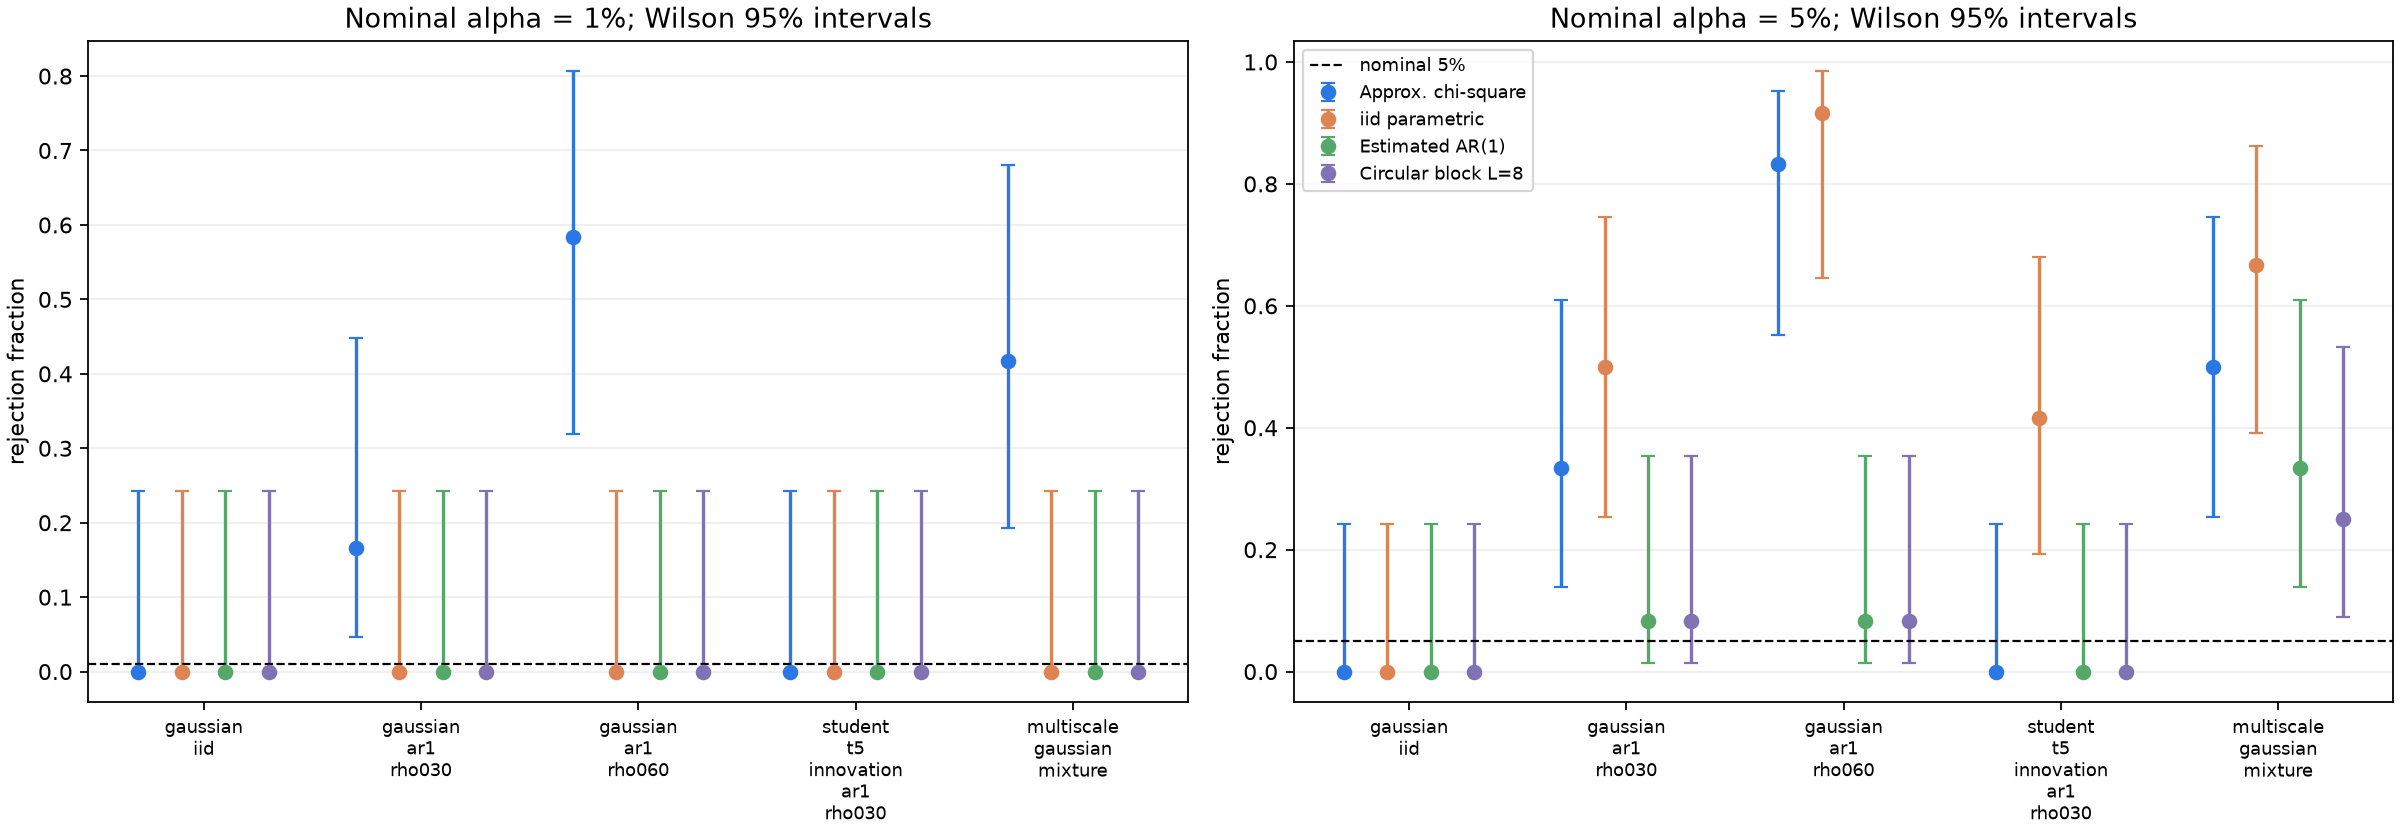 Nominal alpha = 1%; Wilson 95% intervals
rejection fraction
0.8
0.7
0.6
0.5
0.4
0.3
0.2
0.1
0.0
gaussian
iid
gaussian
ar1
rho030
gaussian
ar1
rho060
student
t5
innovation
ar1
rho030
multiscale
gaussian
mixture
Nominal alpha = 5%; Wilson 95% intervals
rejection fraction
1.0
0.8
0.6
0.4
0.2
0.0
nominal 5%
Approx. chi-square
iid parametric
Estimated AR(1)
Circular block L=8
gaussian
iid
gaussian
ar1
rho030
gaussian
ar1
rho060
student
t5
innovation
ar1
rho030
multiscale
gaussian
mixture